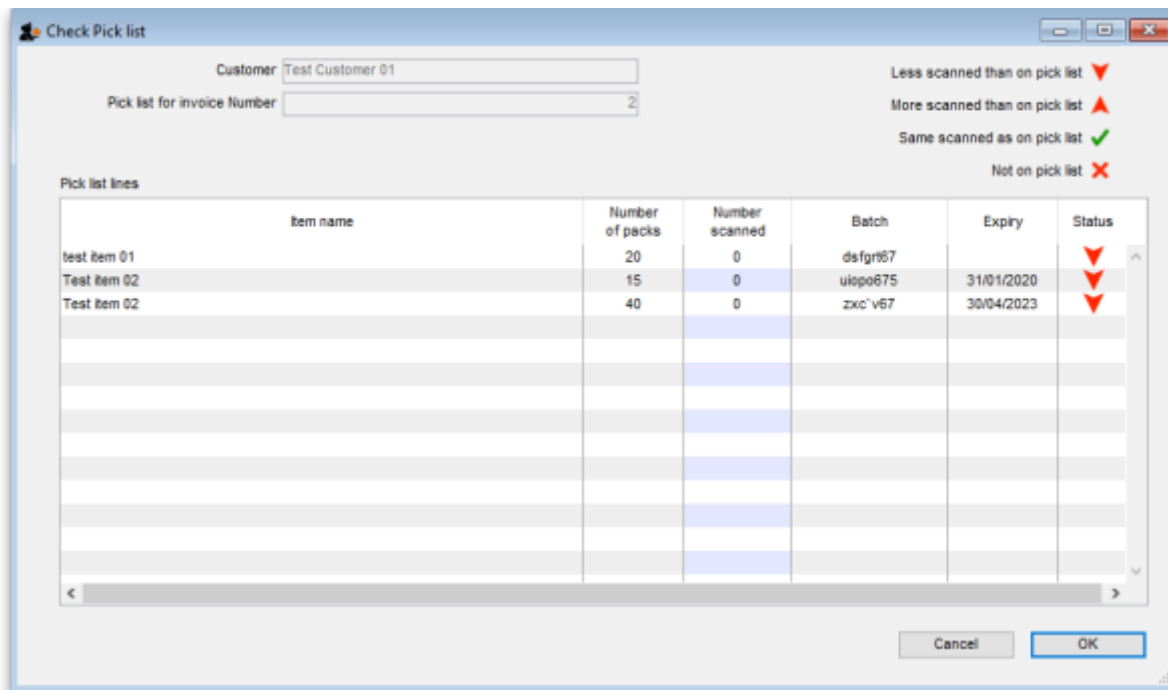 Check Pick list
Customer Test Customer 01
Pick list for invoice Number 2
Less scanned than on pick list
More scanned than on pick list
Same scanned as on pick list
Not on pick list
Pick list lines
Item name Number of packs Number scanned Batch Expiry Status
test item 01 20 0 dsfgrt67
Test item 02 15 0 uiopo675 31/01/2020
Test item 02 40 0 zxc`v67 30/04/2023
Cancel OK